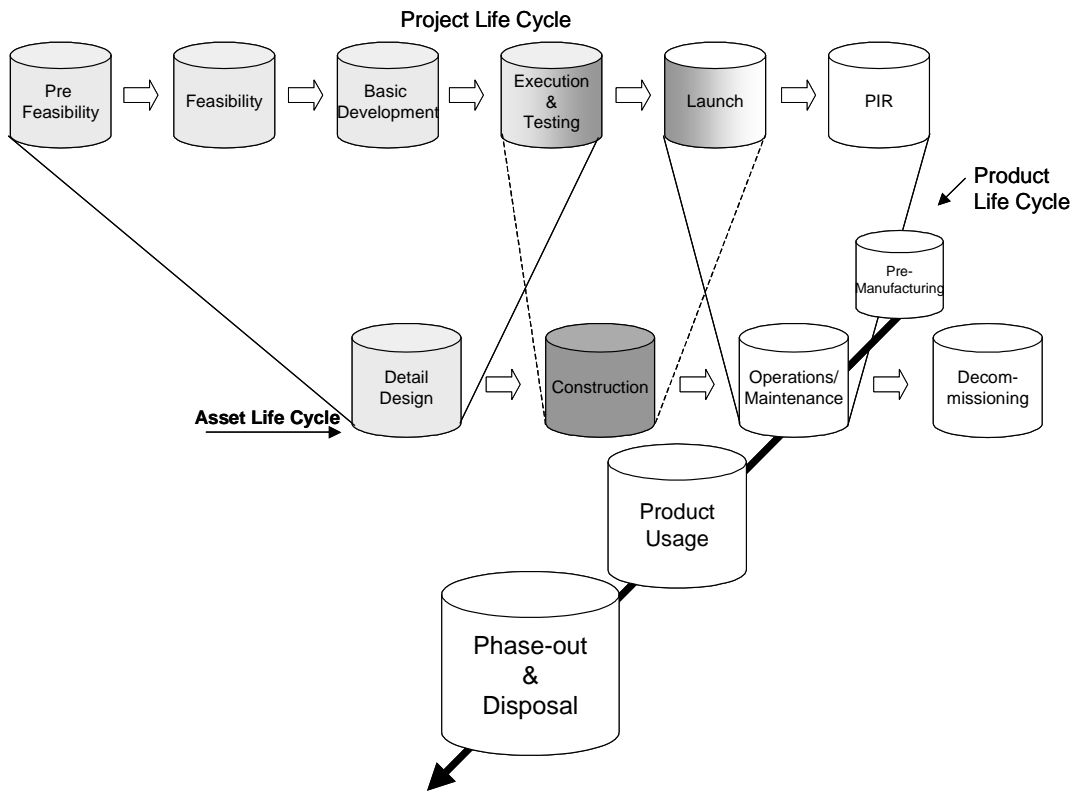 Project Life Cycle
Pre
Feasibility
Feasibility
Basic
Development
Execution
&
Testing
Launch
PIR
Product
Life Cycle
Pre-
Manufacturing
Asset Life Cycle
Detail
Design
Construction
Operations/
Maintenance
Decom-
missioning
Product
Usage
Phase-out
&
Disposal